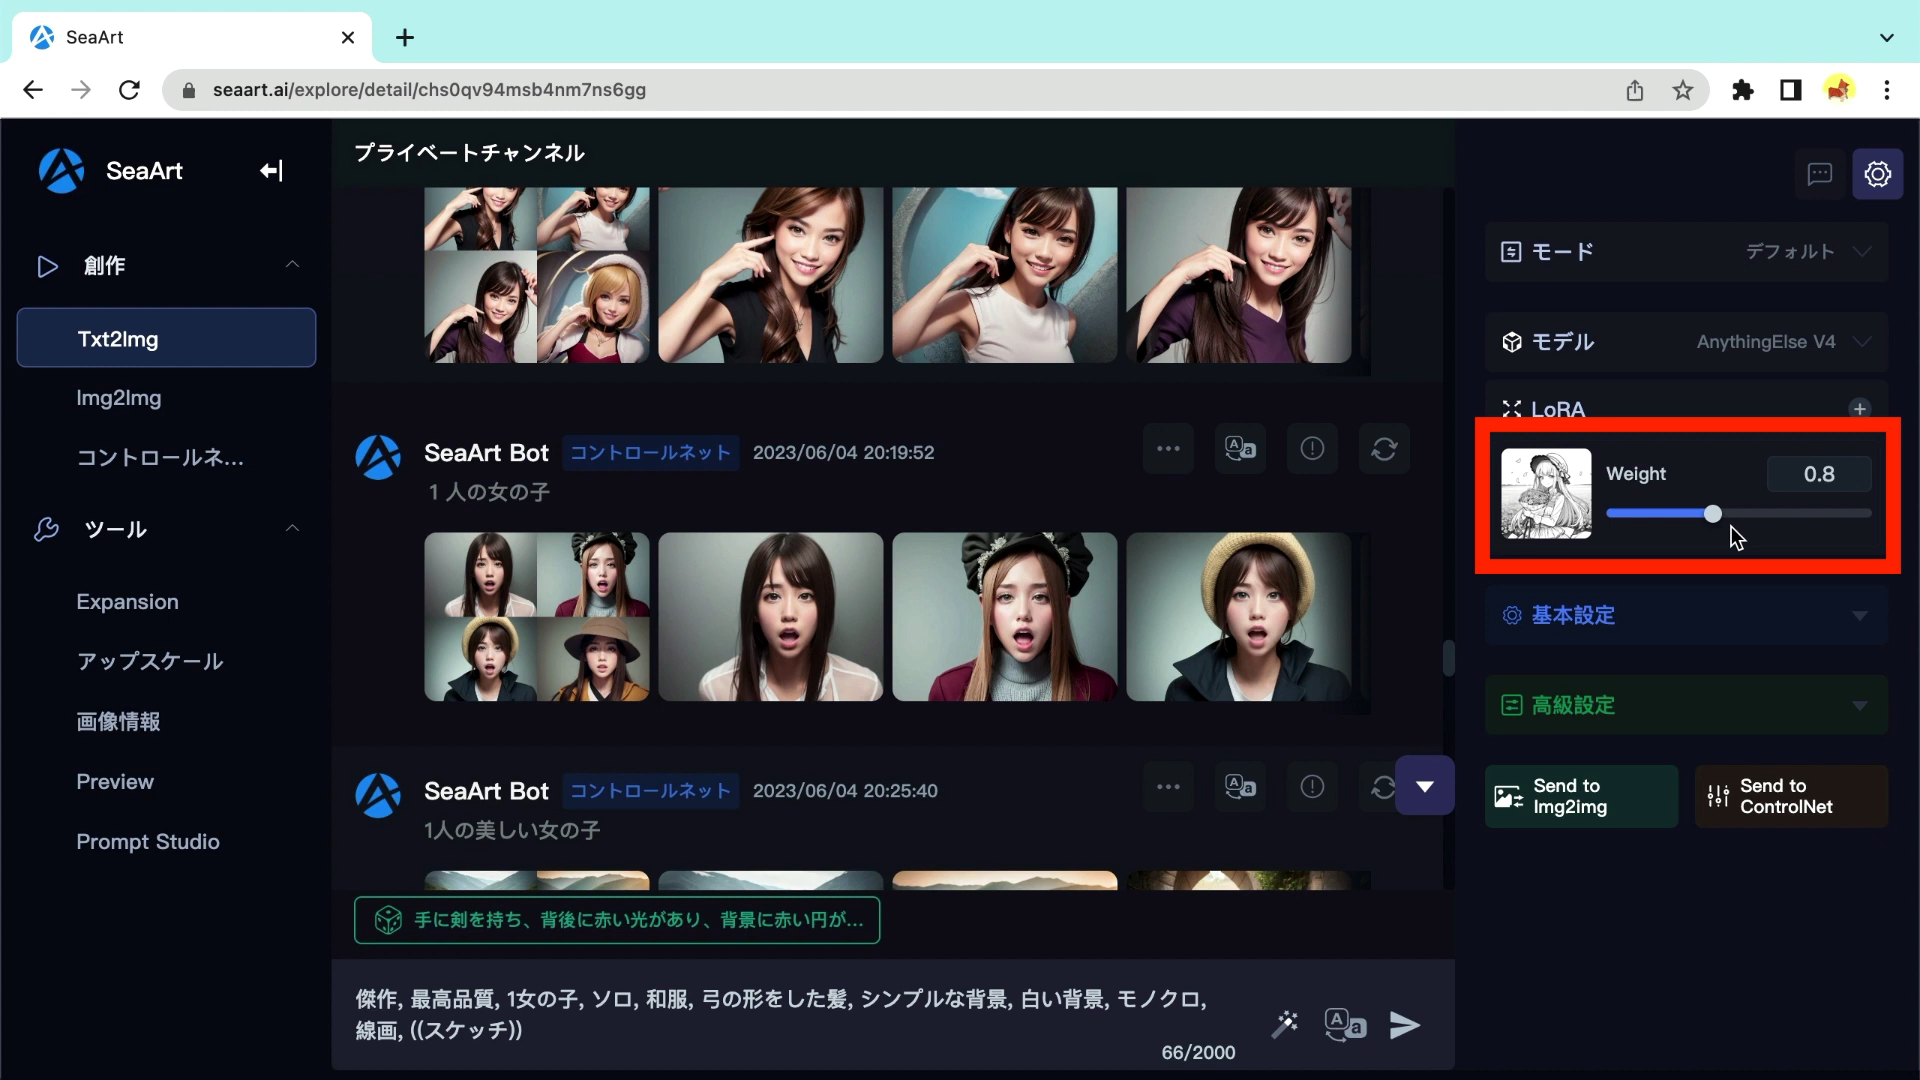 SeaArt
seaart.ai/explore/detail/chs0qv94msb4nm7ns6gg
SeaArt
創作
Txt2Img
Img2Img
コントロールネ...
ツール
Expansion
アップスケール
画像情報
Preview
Prompt Studio
プライベートチャンネル
SeaArt Bot コントロールネット 2023/06/04 20:19:52
1 人の女の子
SeaArt Bot コントロールネット 2023/06/04 20:25:40
1人の美しい女の子
手に剣を持ち、背後に赤い光があり、背景に赤い円が...
傑作, 最高品質, 1女の子, ソロ, 和服, 弓の形をした髪, シンプルな背景, 白い背景, モノクロ,
線画, ((スケッチ))
66/2000
モード デフォルト
モデル AnythingElse V4
LoRA
Weight 0.8
基本設定
高級設定
Send to
Img2img
Send to
ControlNet